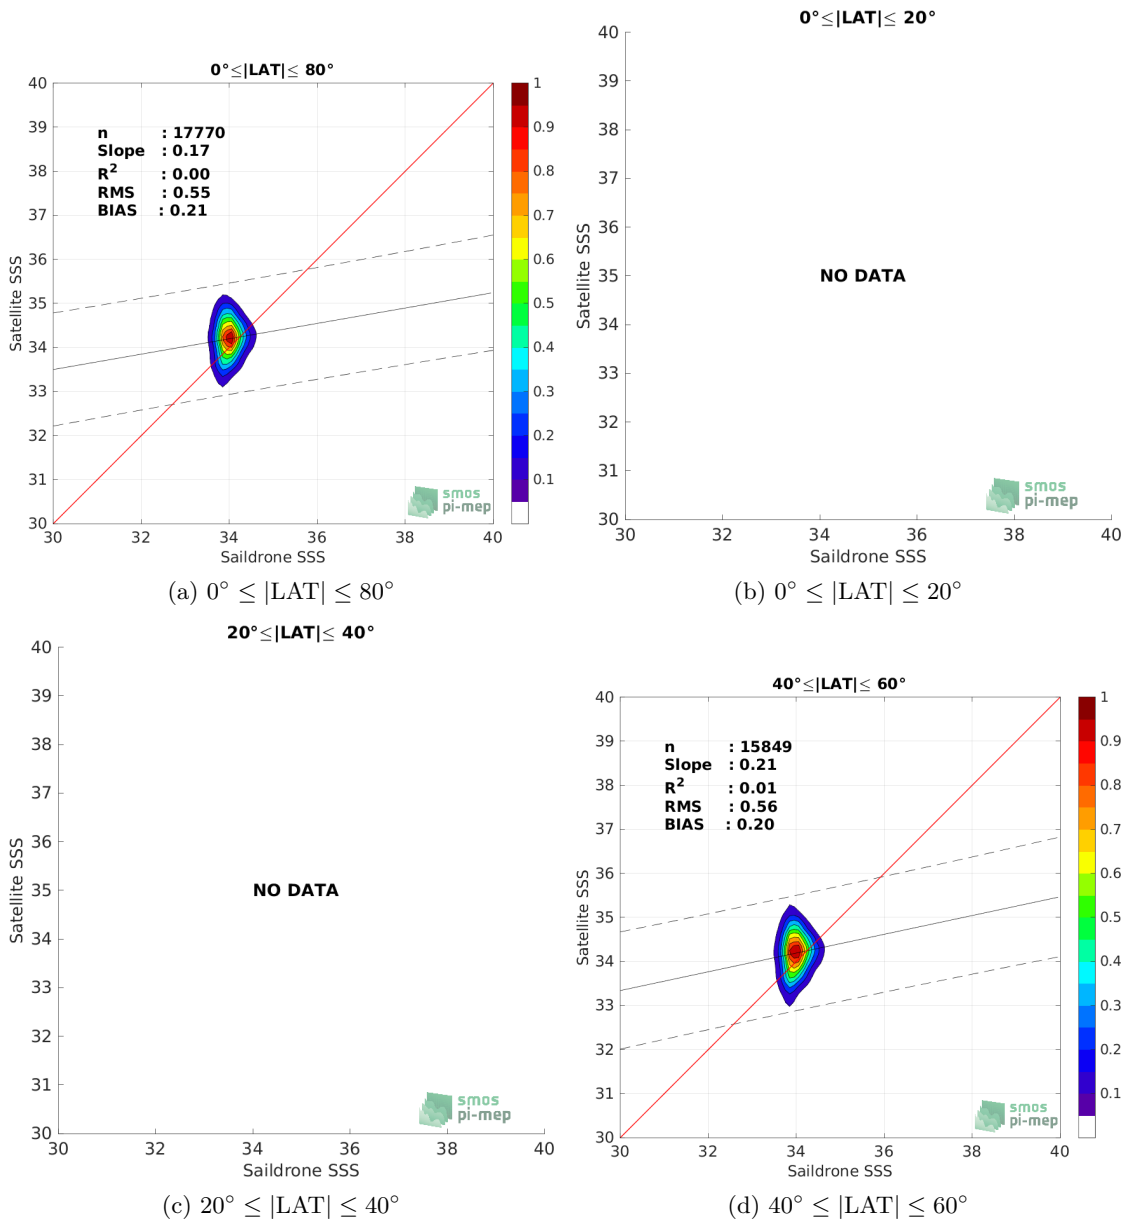 0°≤|LAT|≤ 80°
40
39
38
37
36
35
34
33
32
31
30
Satellite SSS
n : 17770
Slope : 0.17
R² : 0.00
RMS : 0.55
BIAS : 0.21
1
0.9
0.8
0.7
0.6
0.5
0.4
0.3
0.2
0.1
smos
pi-mep
30 32 34 36 38 40
Saildrone SSS
(a) 0° ≤ |LAT| ≤ 80°
0°≤|LAT|≤ 20°
40
39
38
37
36
35
34
33
32
31
30
Satellite SSS
NO DATA
smos
pi-mep
30 32 34 36 38 40
Saildrone SSS
(b) 0° ≤ |LAT| ≤ 20°
20°≤|LAT|≤ 40°
40
39
38
37
36
35
34
33
32
31
30
Satellite SSS
NO DATA
smos
pi-mep
30 32 34 36 38 40
Saildrone SSS
(c) 20° ≤ |LAT| ≤ 40°
40°≤|LAT|≤ 60°
40
39
38
37
36
35
34
33
32
31
30
Satellite SSS
n : 15849
Slope : 0.21
R² : 0.01
RMS : 0.56
BIAS : 0.20
1
0.9
0.8
0.7
0.6
0.5
0.4
0.3
0.2
0.1
smos
pi-mep
30 32 34 36 38 40
Saildrone SSS
(d) 40° ≤ |LAT| ≤ 60°